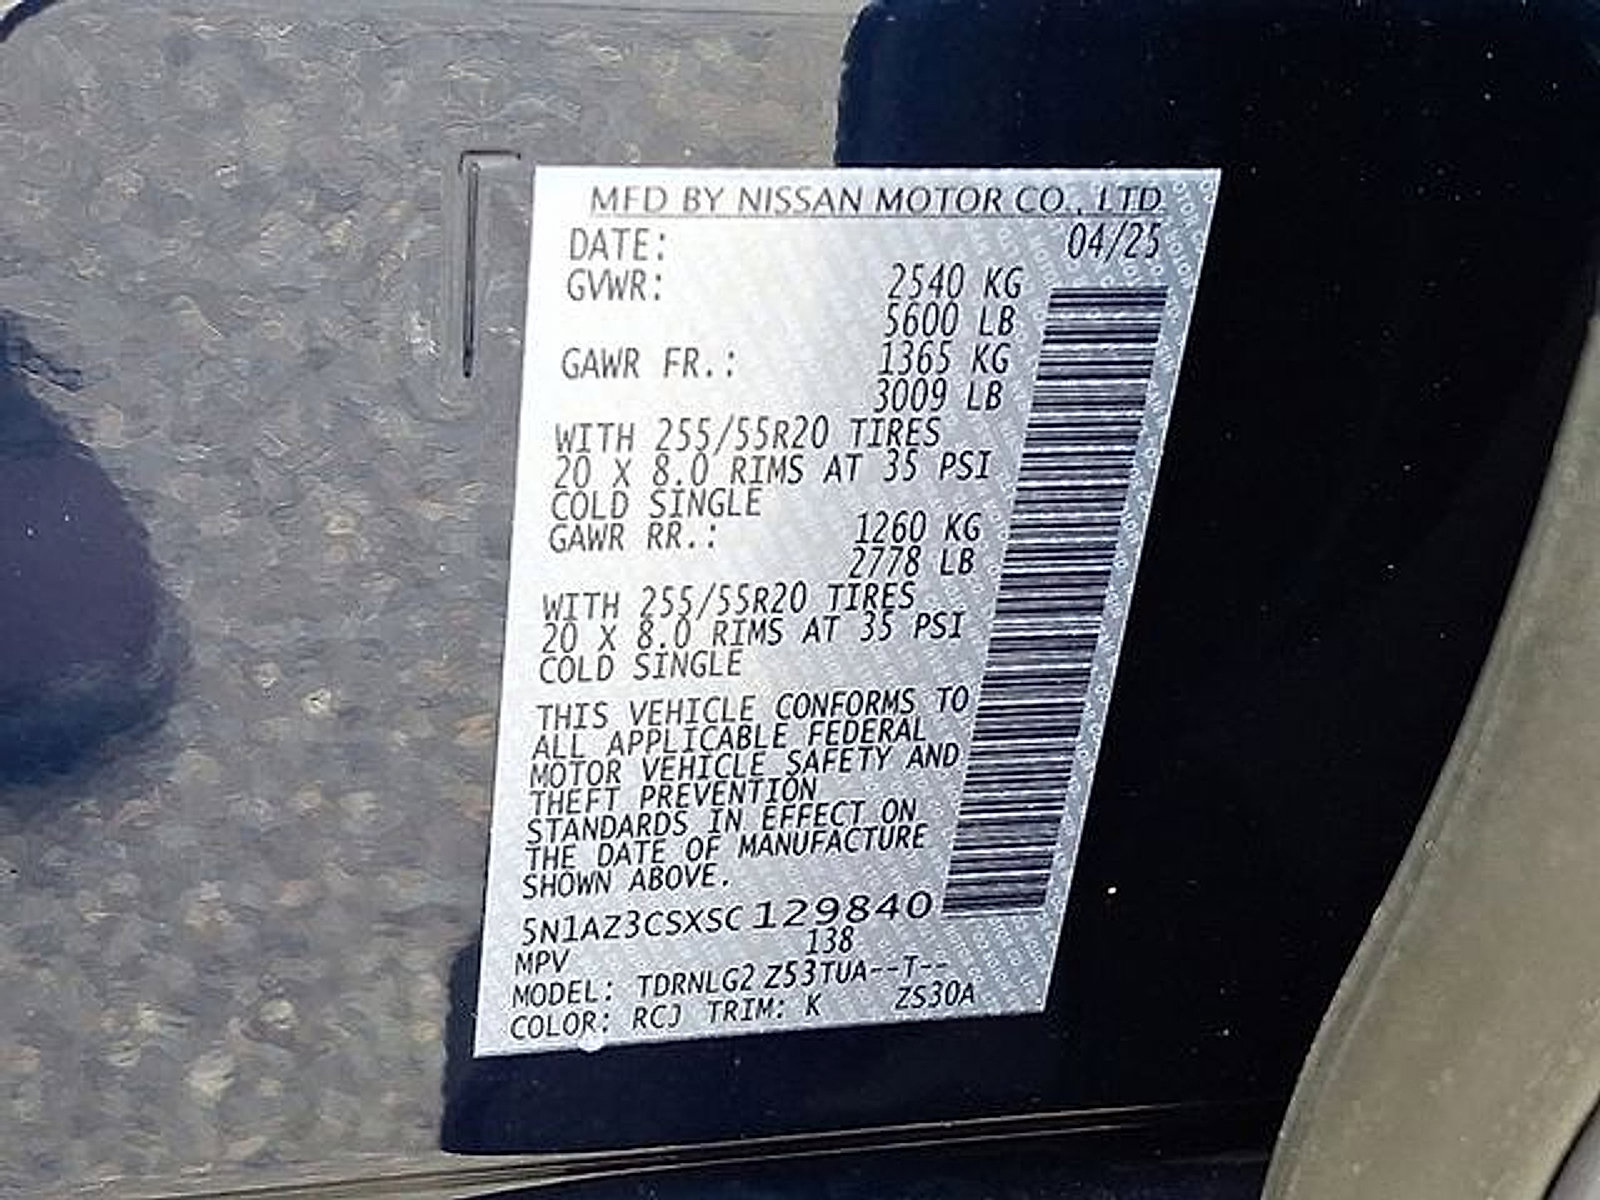 MFD BY NISSAN MOTOR CO., LTD.
DATE: 04/25
GVWR: 2540 KG
5600 LB
GAWR FR.: 1365 KG
3009 LB
WITH 255/55R20 TIRES
20 X 8.0 RIMS AT 35 PSI
COLD SINGLE
GAWR RR.: 1260 KG
2778 LB
WITH 255/55R20 TIRES
20 X 8.0 RIMS AT 35 PSI
COLD SINGLE
THIS VEHICLE CONFORMS TO
ALL APPLICABLE FEDERAL
MOTOR VEHICLE SAFETY AND
THEFT PREVENTION
STANDARDS IN EFFECT ON
THE DATE OF MANUFACTURE
SHOWN ABOVE.
5N1AZ3CSXSC129840
MPV 138
MODEL: TDRNLG2 Z53TUA--T--
COLOR: RCJ TRIM: K ZS30A